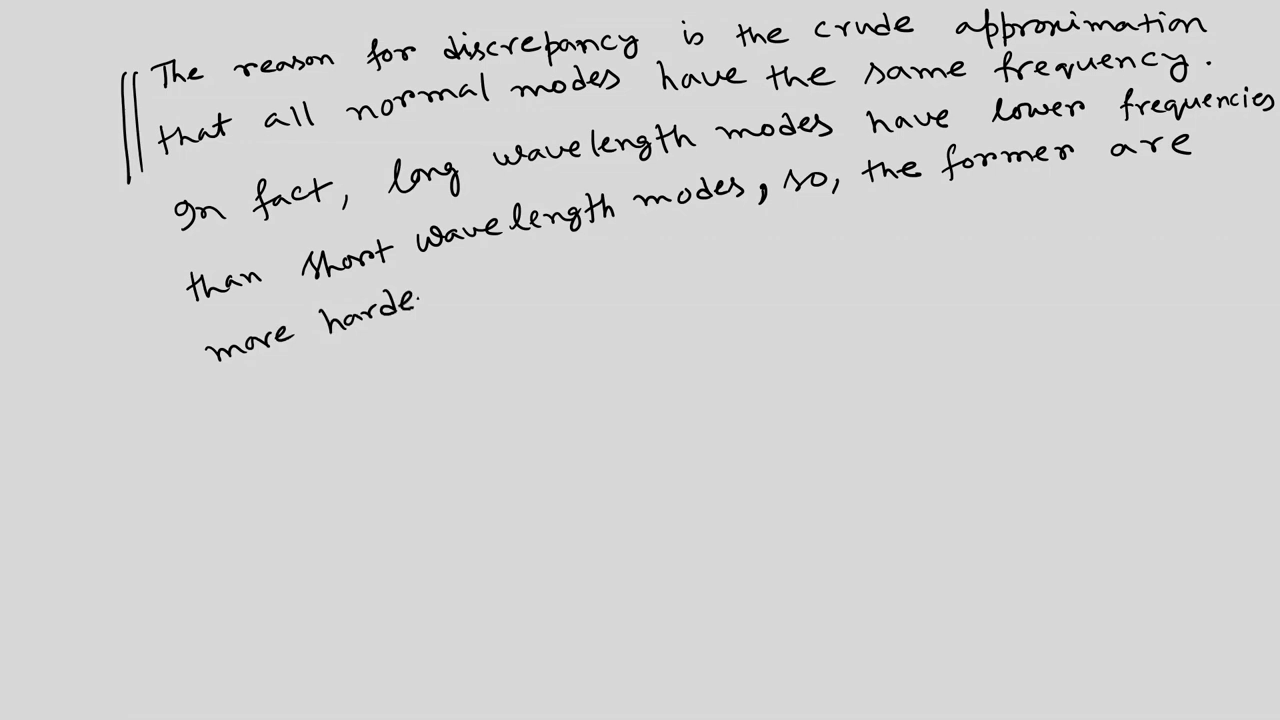 The reason for discrepancy is the crude approximation
that all normal modes have the same frequency.
In fact, long wavelength modes have lower frequencies
than short wavelength modes, so, the former are
more harde